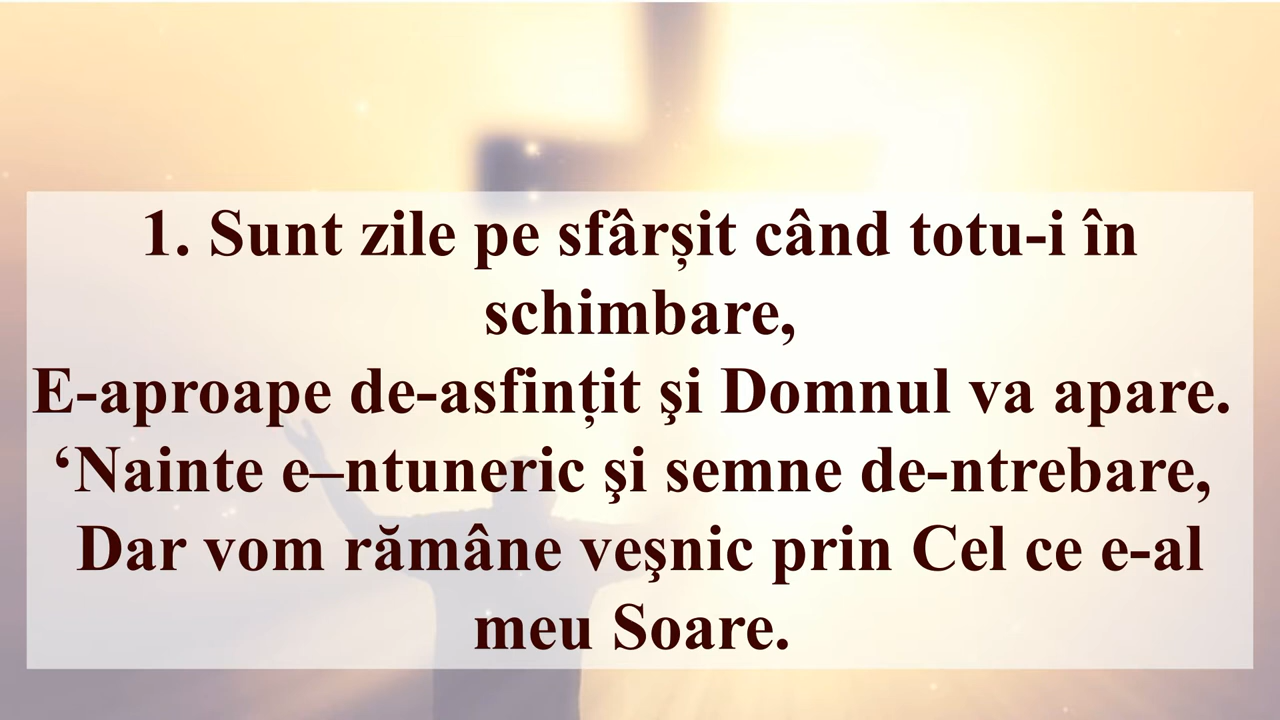 1. Sunt zile pe sfârșit când totu-i în
schimbare,
E-aproape de-asfințit şi Domnul va apare.
‘Nainte e–ntuneric şi semne de-ntrebare,
Dar vom rămâne veşnic prin Cel ce e-al
meu Soare.